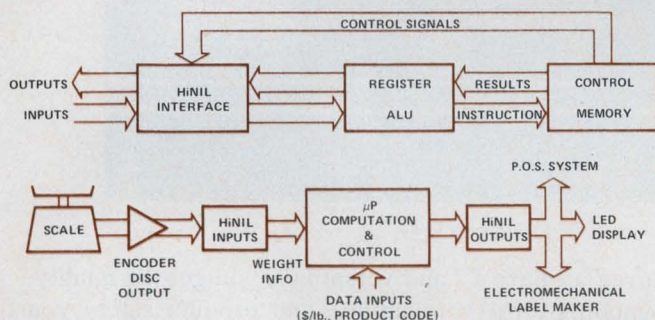 CONTROL SIGNALS
OUTPUTS
INPUTS
HiNIL
INTERFACE
REGISTER
ALU
RESULTS
INSTRUCTION
CONTROL
MEMORY
P.O.S. SYSTEM
SCALE
ENCODER
DISC
OUTPUT
HiNIL
INPUTS
WEIGHT
INFO
μP
COMPUTATION
&
CONTROL
DATA INPUTS
($/lb., PRODUCT CODE)
HiNIL
OUTPUTS
LED
DISPLAY
ELECTROMECHANICAL
LABEL MAKER